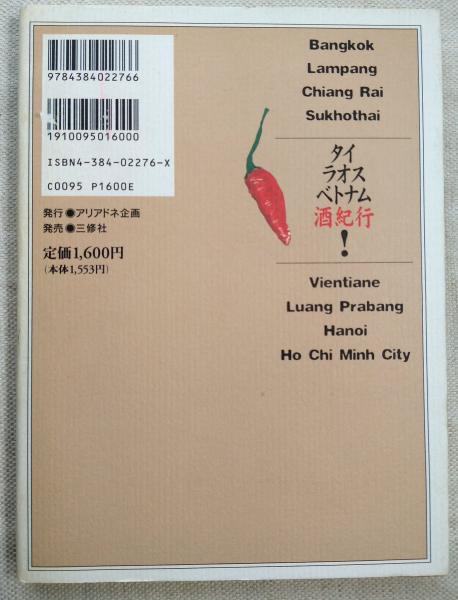 9784384022766
1910095016000
ISBN4-384-02276-X
C0095 P1600E
発行●アリアドネ企画
発売●三修社
定価1,600円
(本体1,553円)
Bangkok
Lampang
Chiang Rai
Sukhothai
タイ
ラオス
ベトナム
酒紀行
!
Vientiane
Luang Prabang
Hanoi
Ho Chi Minh City